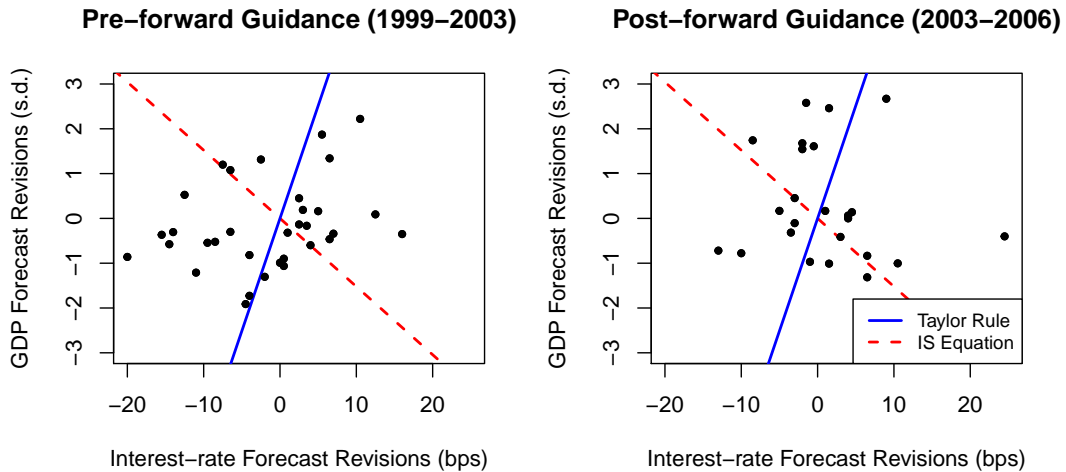 Pre−forward Guidance (1999−2003)
GDP Forecast Revisions (s.d.)
3
2
1
0
−1
−2
−3
−20 −10 0 10 20
Interest−rate Forecast Revisions (bps)
Post−forward Guidance (2003−2006)
GDP Forecast Revisions (s.d.)
3
2
1
0
−1
−2
−3
Taylor Rule
IS Equation
−20 −10 0 10 20
Interest−rate Forecast Revisions (bps)